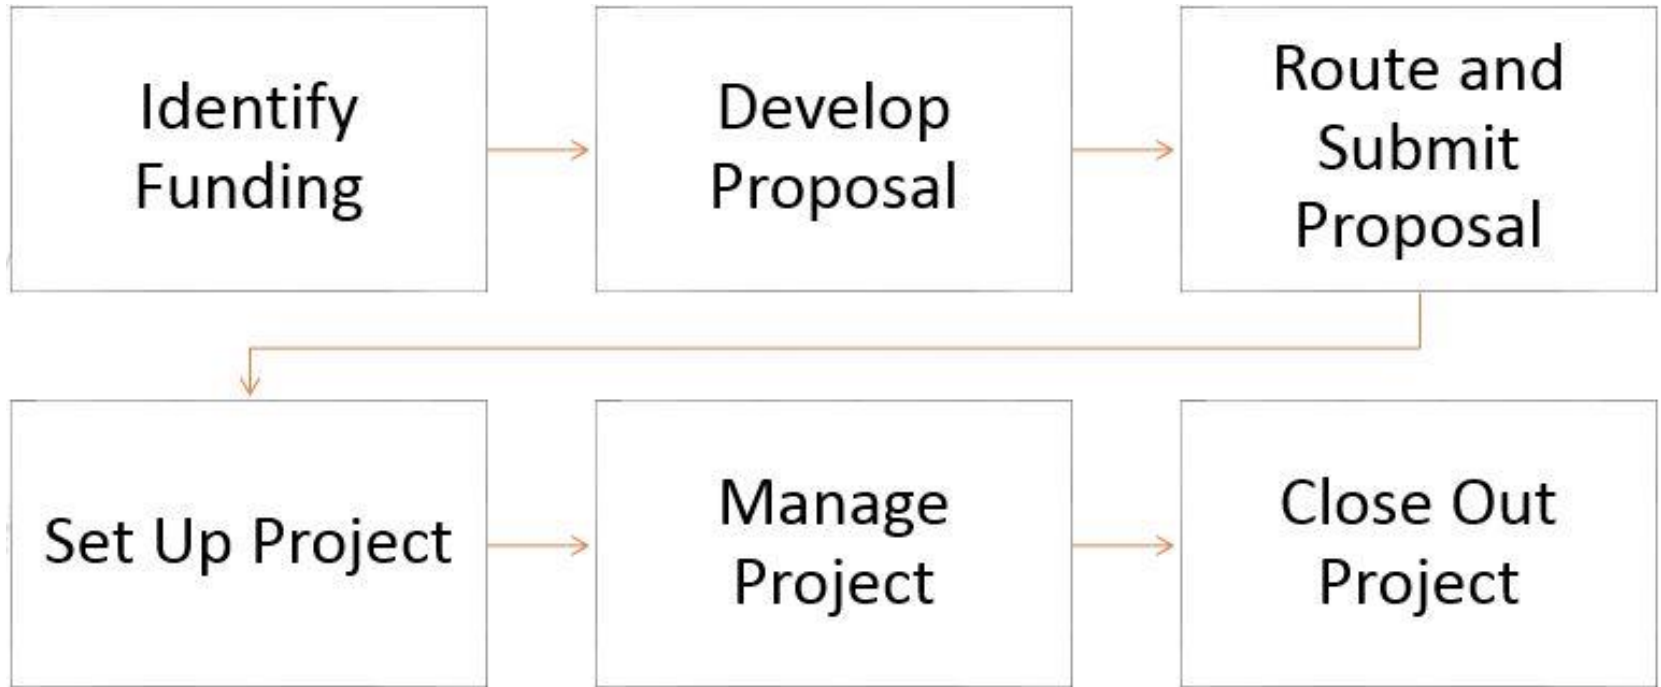 Identify
Funding
Develop
Proposal
Route and
Submit
Proposal
Set Up Project
Manage
Project
Close Out
Project